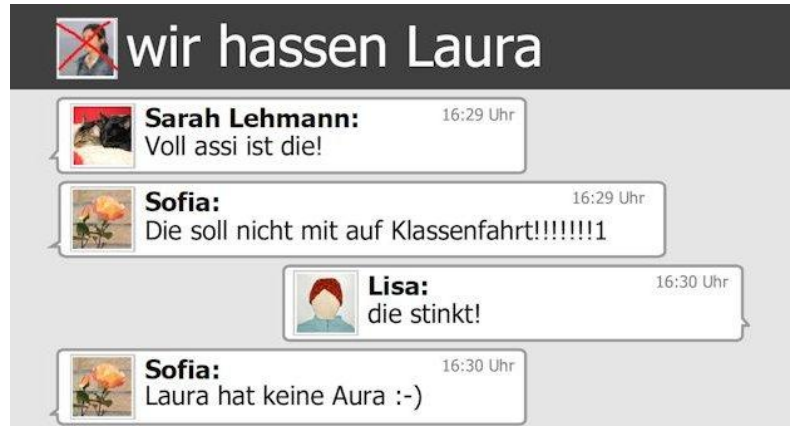 wir hassen Laura
Sarah Lehmann: 16:29 Uhr
Voll assi ist die!
Sofia: 16:29 Uhr
Die soll nicht mit auf Klassenfahrt!!!!!!!1
Lisa: 16:30 Uhr
die stinkt!
Sofia: 16:30 Uhr
Laura hat keine Aura :-)